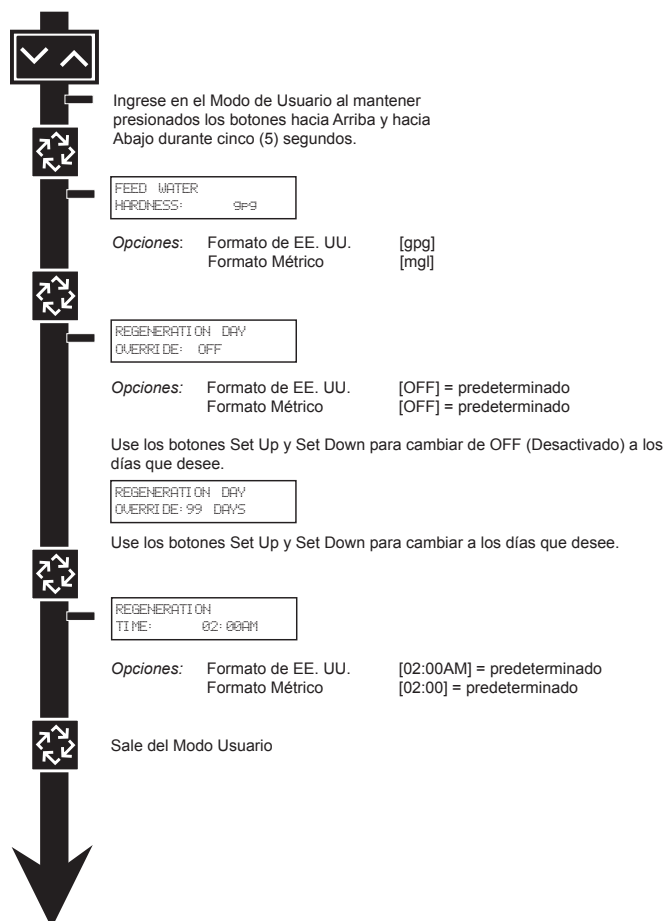 Ingrese en el Modo de Usuario al mantener
presionados los botones hacia Arriba y hacia
Abajo durante cinco (5) segundos.
FEED WATER
HARDNESS: gpg
Opciones: Formato de EE. UU. [gpg]
Formato Métrico [mgl]
REGENERATION DAY
OVERRIDE: OFF
Opciones: Formato de EE. UU. [OFF] = predeterminado
Formato Métrico [OFF] = predeterminado
Use los botones Set Up y Set Down para cambiar de OFF (Desactivado) a los
días que desee.
REGENERATION DAY
OVERRIDE:99 DAYS
Use los botones Set Up y Set Down para cambiar a los días que desee.
REGENERATION
TIME: 02:00AM
Opciones: Formato de EE. UU. [02:00AM] = predeterminado
Formato Métrico [02:00] = predeterminado
Sale del Modo Usuario